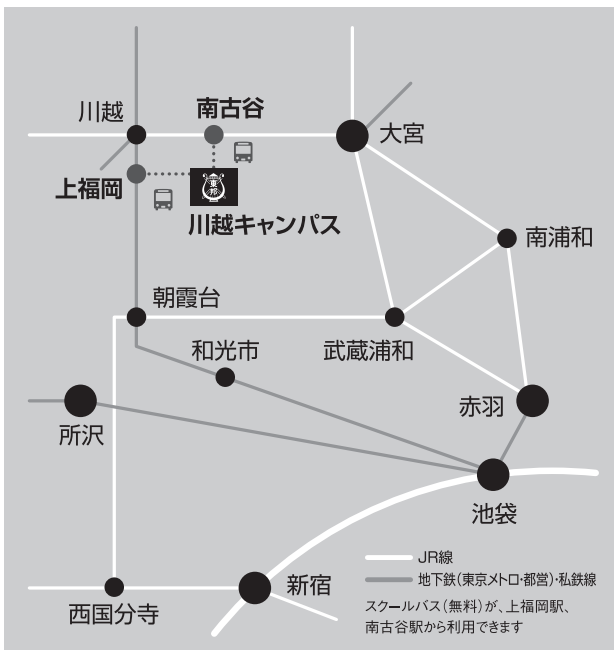 川越
南古谷
大宮
上福岡
東邦
川越キャンパス
南浦和
朝霞台
和光市
武蔵浦和
所沢
赤羽
池袋
西国分寺
新宿
JR線
地下鉄(東京メトロ・都営)・私鉄線
スクールバス(無料)が、上福岡駅、
南古谷駅から利用できます